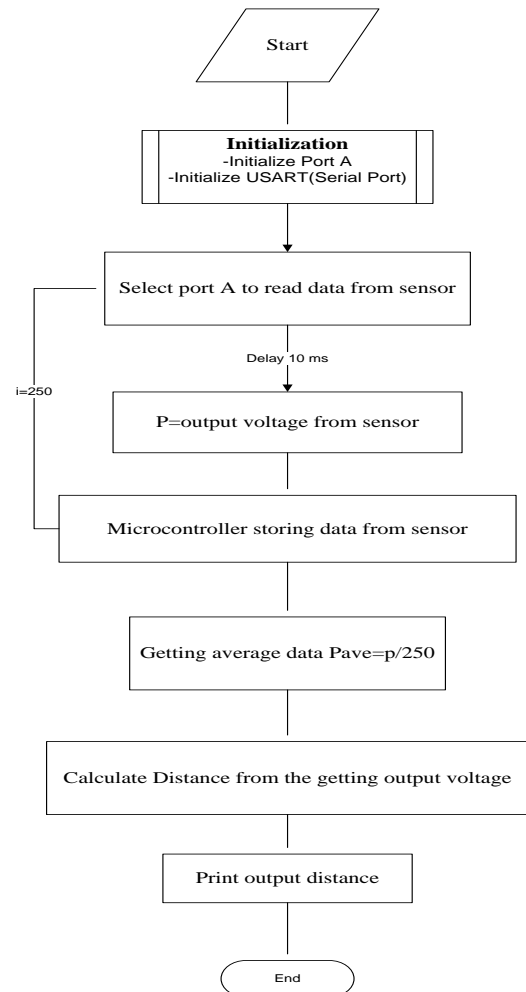 Start
Initialization
-Initialize Port A
-Initialize USART(Serial Port)
Select port A to read data from sensor
Delay 10 ms
i=250
P=output voltage from sensor
Microcontroller storing data from sensor
Getting average data Pave=p/250
Calculate Distance from the getting output voltage
Print output distance
End